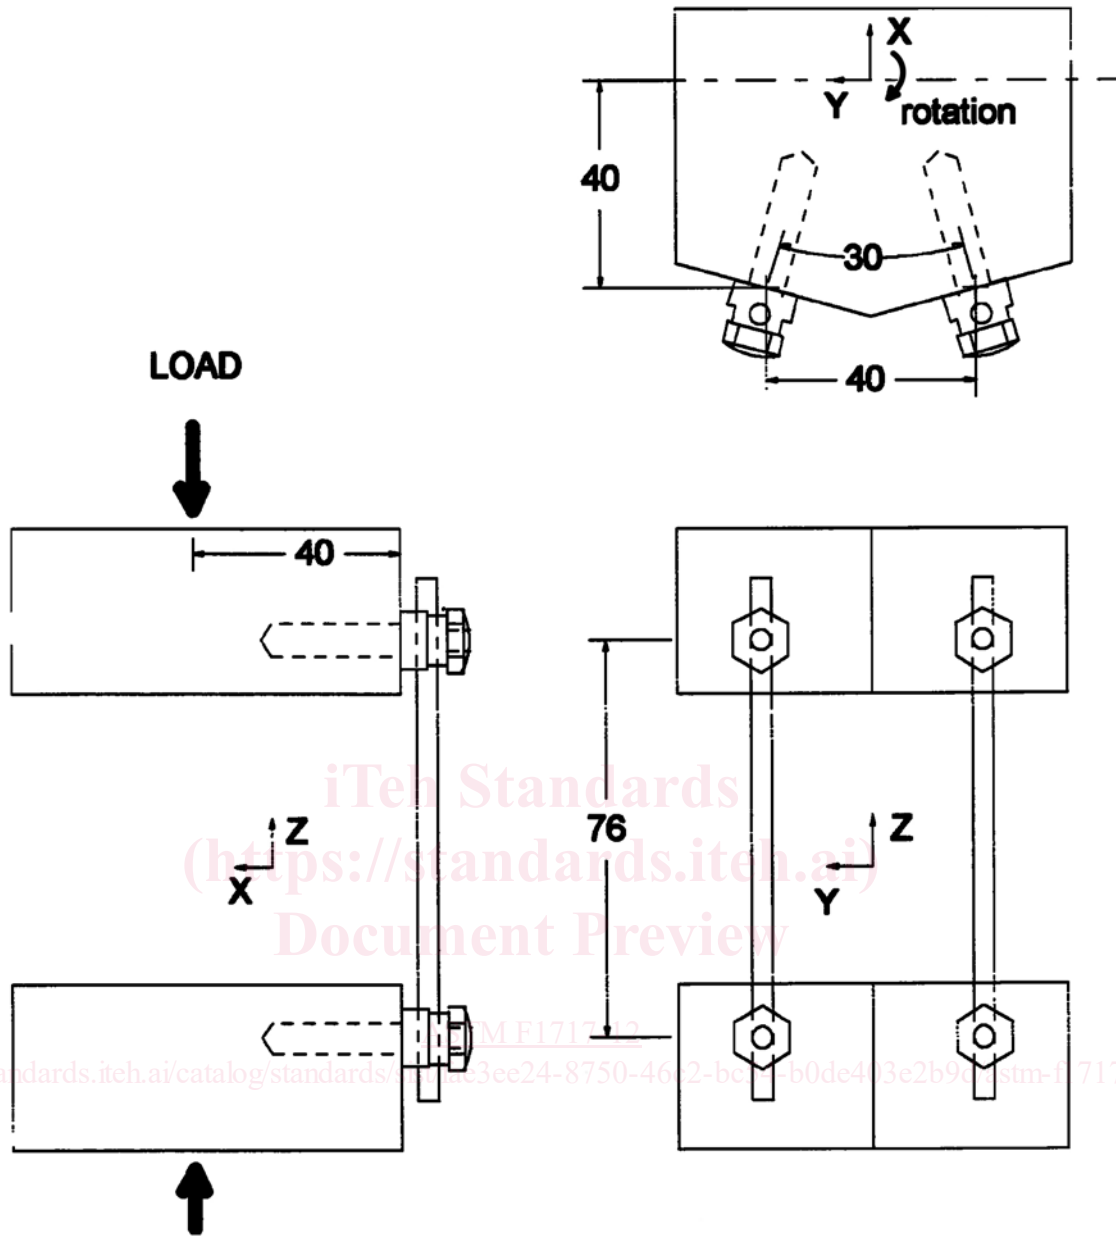 X
Y
rotation
40
30
40
LOAD
40
76
Z
X
Z
Y
iTeh Standards
(https://standards.iteh.ai)
Document Preview
ASTM F1717-12